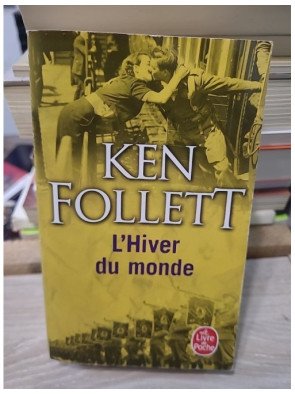 KEN
FOLLETT
L'Hiver
du monde
Le Livre
de Poche